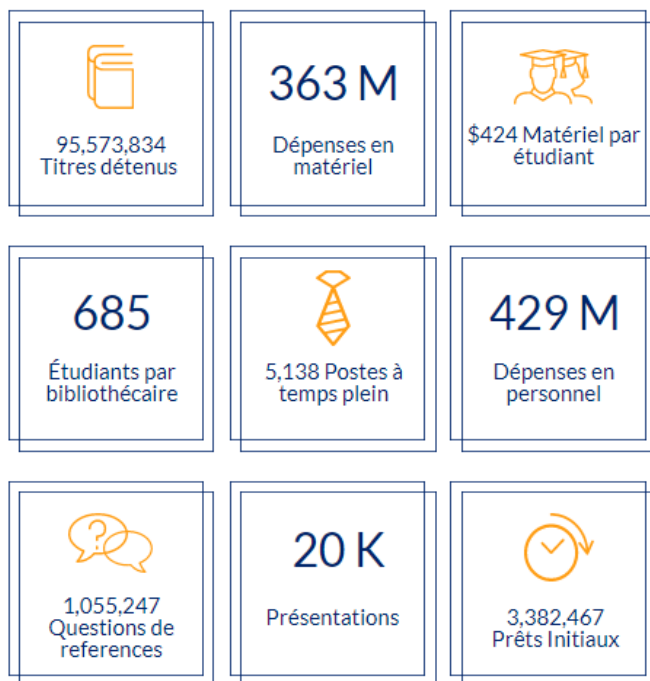 95,573,834
Titres détenus
363 M
Dépenses en
matériel
$424 Matériel par
étudiant
685
Étudiants par
bibliothécaire
5,138 Postes à
temps plein
429 M
Dépenses en
personnel
?
1,055,247
Questions de
references
20 K
Présentations
3,382,467
Prêts Initiaux